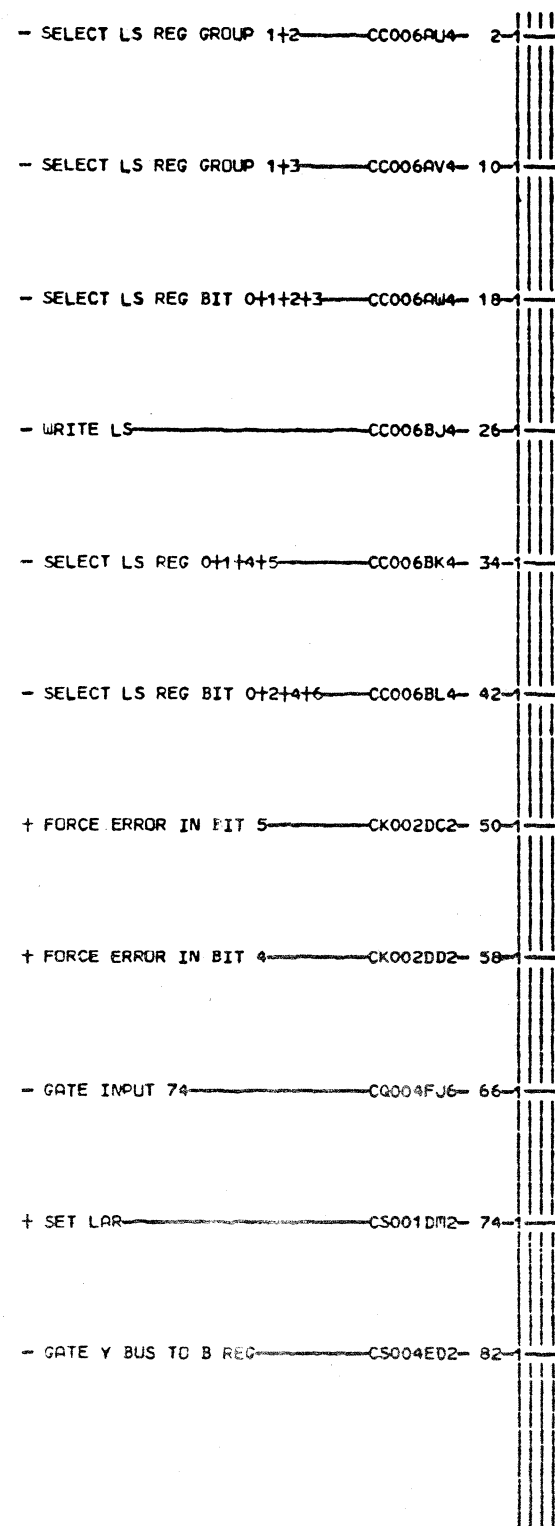 - SELECT LS REG GROUP 1+2 CC006AU4- 2-1
- SELECT LS REG GROUP 1+3 CC006AV4- 10-1
- SELECT LS REG BIT 0+1+2+3 CC006AW4- 18-1
- WRITE LS CC006BJ4- 26-1
- SELECT LS REG 0+1+4+5 CC006BK4- 34-1
- SELECT LS REG BIT 0+2+4+6 CC006BL4- 42-1
+ FORCE ERROR IN BIT 5 CK002DC2- 50-1
+ FORCE ERROR IN BIT 4 CK002DD2- 58-1
- GATE INPUT 74 CQ004FJ6- 66-1
+ SET LAR CS001DM2- 74-1
- GATE Y BUS TO B REG CS004ED2- 82-1